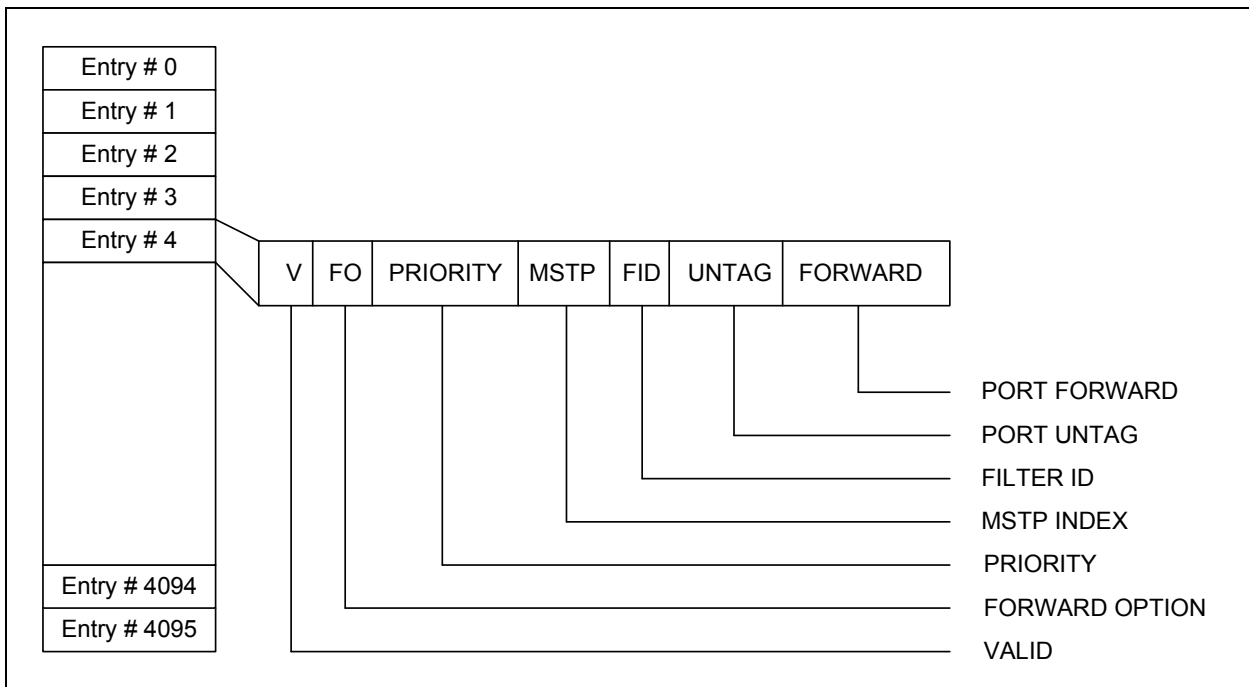 Entry # 0
Entry # 1
Entry # 2
Entry # 3
Entry # 4
V FO PRIORITY MSTP FID UNTAG FORWARD
PORT FORWARD
PORT UNTAG
FILTER ID
MSTP INDEX
PRIORITY
FORWARD OPTION
VALID
Entry # 4094
Entry # 4095